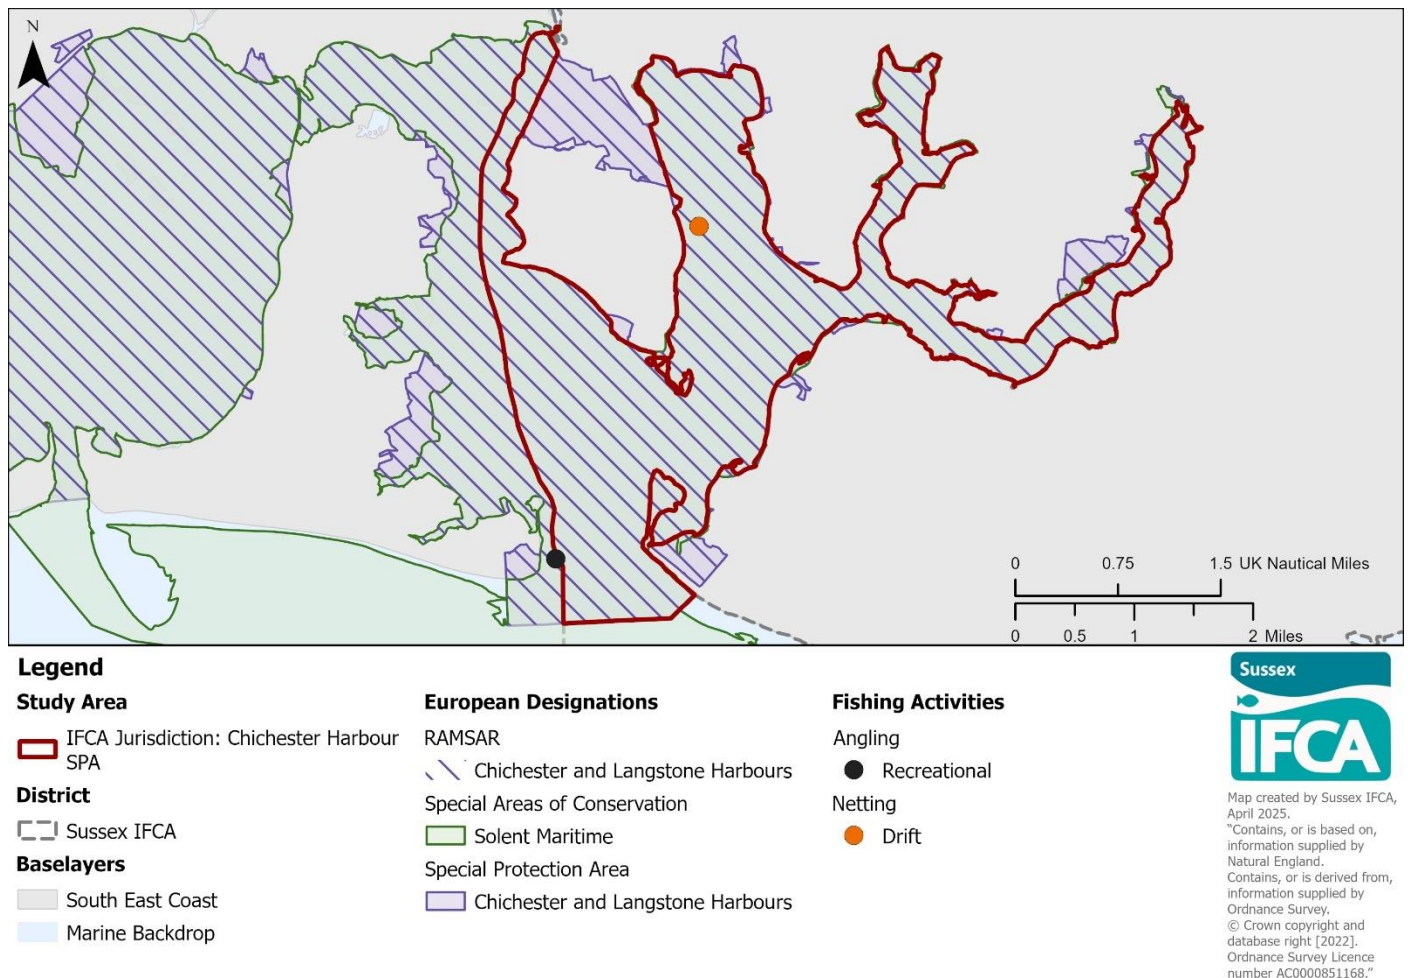 N
0 0.75 1.5 UK Nautical Miles
0 0.5 1 2 Miles
Legend
Study Area
IFCA Jurisdiction: Chichester Harbour
SPA
District
Sussex IFCA
Baselayers
South East Coast
Marine Backdrop
European Designations
RAMSAR
Chichester and Langstone Harbours
Special Areas of Conservation
Solent Maritime
Special Protection Area
Chichester and Langstone Harbours
Fishing Activities
Angling
Recreational
Netting
Drift
Sussex
IFCA
Map created by Sussex IFCA,
April 2025.
"Contains, or is based on,
information supplied by
Natural England.
Contains, or is derived from,
information supplied by
Ordnance Survey.
© Crown copyright and
database right [2022].
Ordnance Survey Licence
number AC0000851168."